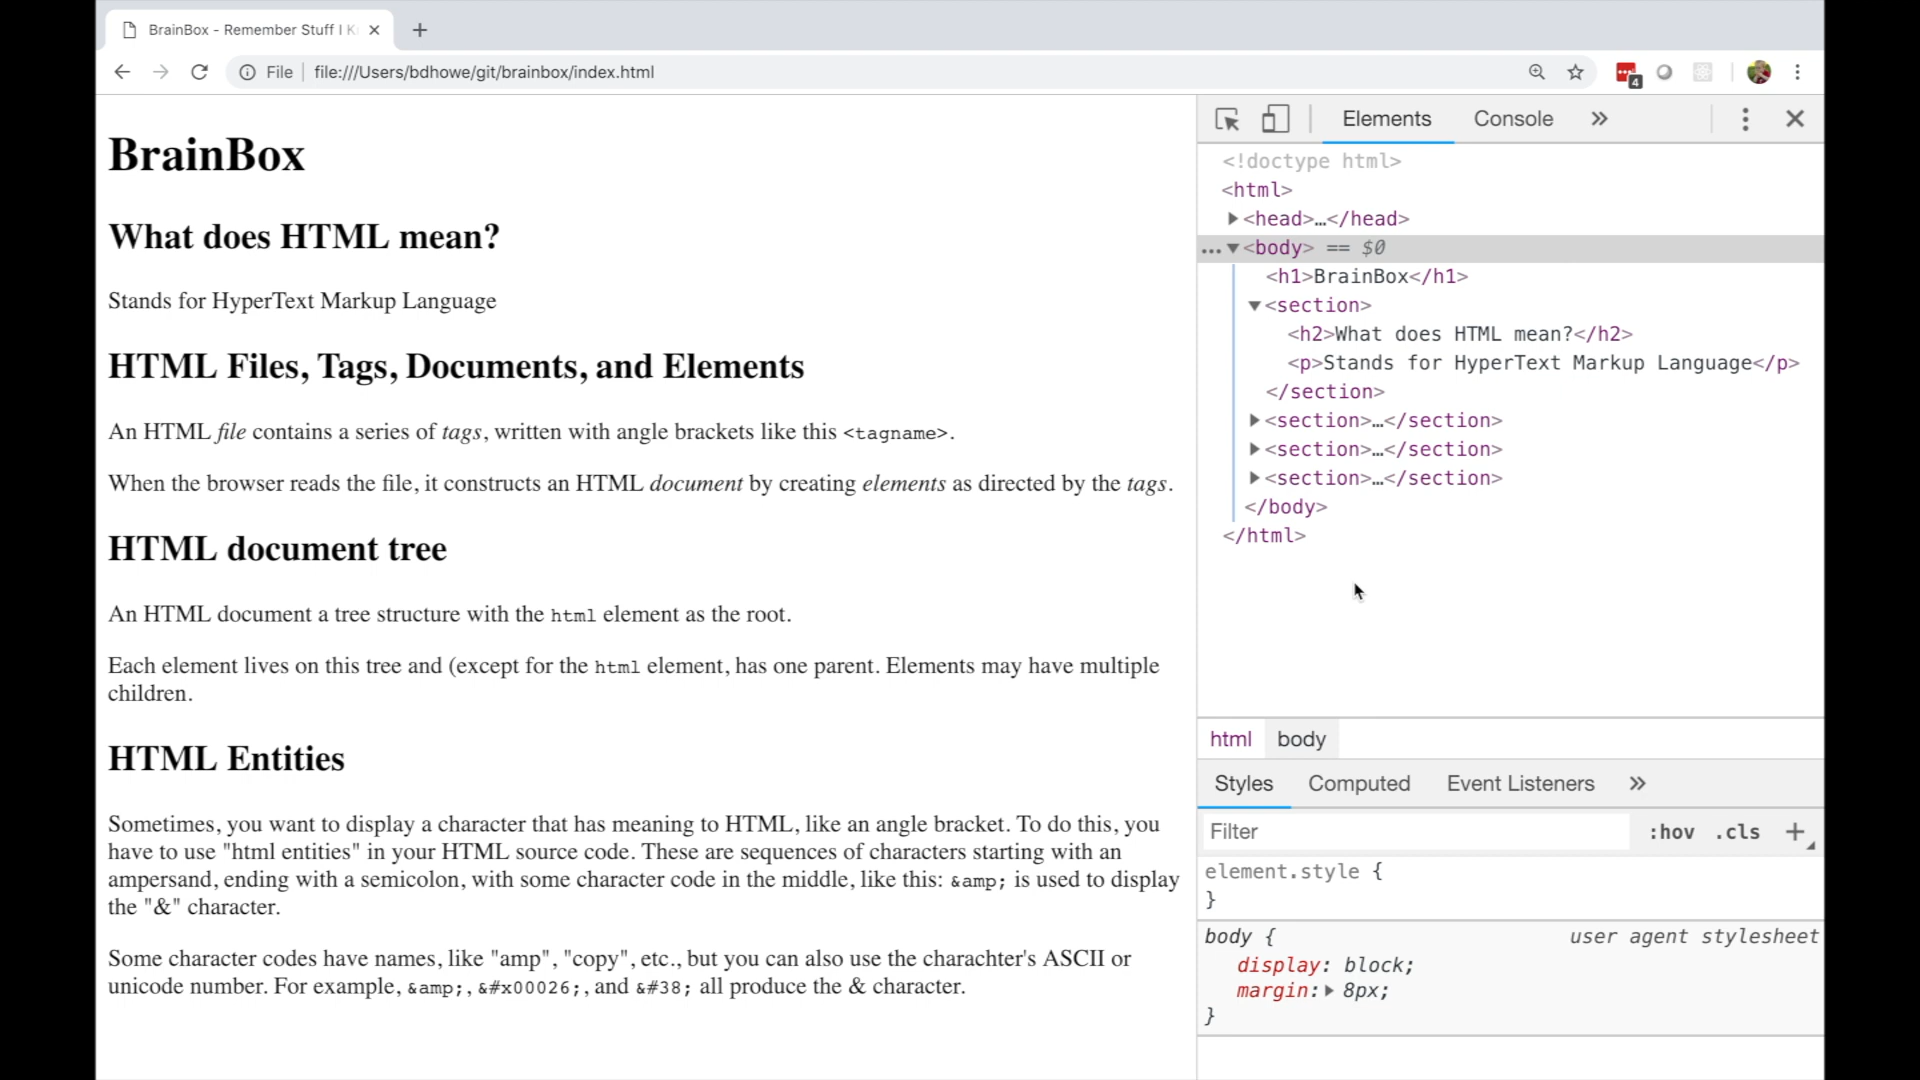 BrainBox - Remember Stuff I K
File
file:///Users/bdhowe/git/brainbox/index.html
4
BrainBox
What does HTML mean?
Stands for HyperText Markup Language
HTML Files, Tags, Documents, and Elements
An HTML file contains a series of tags, written with angle brackets like this <tagname>.
When the browser reads the file, it constructs an HTML document by creating elements as directed by the tags.
HTML document tree
An HTML document a tree structure with the html element as the root.
Each element lives on this tree and (except for the html element, has one parent. Elements may have multiple
children.
HTML Entities
Sometimes, you want to display a character that has meaning to HTML, like an angle bracket. To do this, you
have to use "html entities" in your HTML source code. These are sequences of characters starting with an
ampersand, ending with a semicolon, with some character code in the middle, like this: &amp; is used to display
the "&" character.
Some character codes have names, like "amp", "copy", etc., but you can also use the charachter's ASCII or
unicode number. For example, &amp;, &#x00026;, and &#38; all produce the & character.
Elements Console »
<!doctype html>
<html>
<head>…</head>
… <body> == $0
<h1>BrainBox</h1>
<section>
<h2>What does HTML mean?</h2>
<p>Stands for HyperText Markup Language</p>
</section>
<section>…</section>
<section>…</section>
<section>…</section>
</body>
</html>
html body
Styles Computed Event Listeners »
Filter :hov .cls +
element.style {
}
body { user agent stylesheet
display: block;
margin: 8px;
}